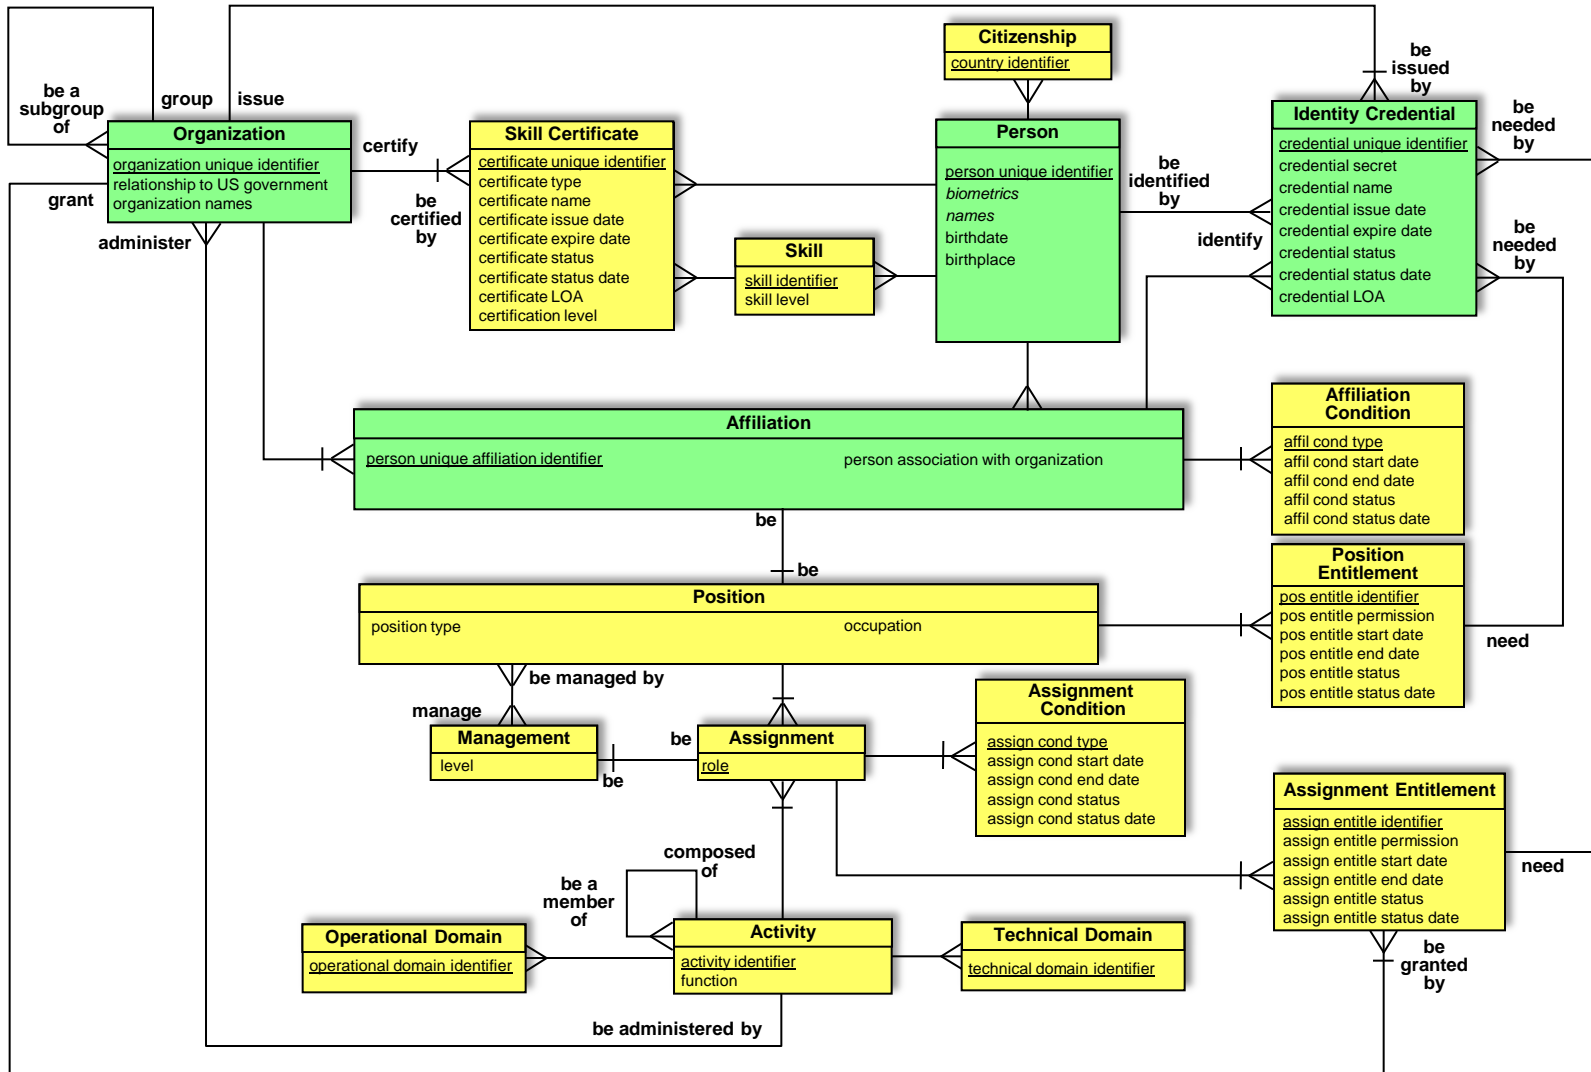 be a
subgroup
of
group
issue
Organization
organization unique identifier
relationship to US government
organization names
grant
administer
certify
be
certified
by
Skill Certificate
certificate unique identifier
certificate type
certificate name
certificate issue date
certificate expire date
certificate status
certificate status date
certificate LOA
certification level
Skill
skill identifier
skill level
Citizenship
country identifier
Person
person unique identifier
biometrics
names
birthdate
birthplace
be
identified
by
identify
be
issued
by
Identity Credential
credential unique identifier
credential secret
credential name
credential issue date
credential expire date
credential status
credential status date
credential LOA
be
needed
by
be
needed
by
Affiliation
person unique affiliation identifier
person association with organization
Affiliation
Condition
affil cond type
affil cond start date
affil cond end date
affil cond status
affil cond status date
be
be
Position
position type
occupation
Position
Entitlement
pos entitle identifier
pos entitle permission
pos entitle start date
pos entitle end date
pos entitle status
pos entitle status date
need
be managed by
manage
Management
level
be
be
Assignment
role
Assignment
Condition
assign cond type
assign cond start date
assign cond end date
assign cond status
assign cond status date
Assignment Entitlement
assign entitle identifier
assign entitle permission
assign entitle start date
assign entitle end date
assign entitle status
assign entitle status date
need
be
granted
by
composed
of
be a
member
of
Operational Domain
operational domain identifier
Activity
activity identifier
function
Technical Domain
technical domain identifier
be administered by